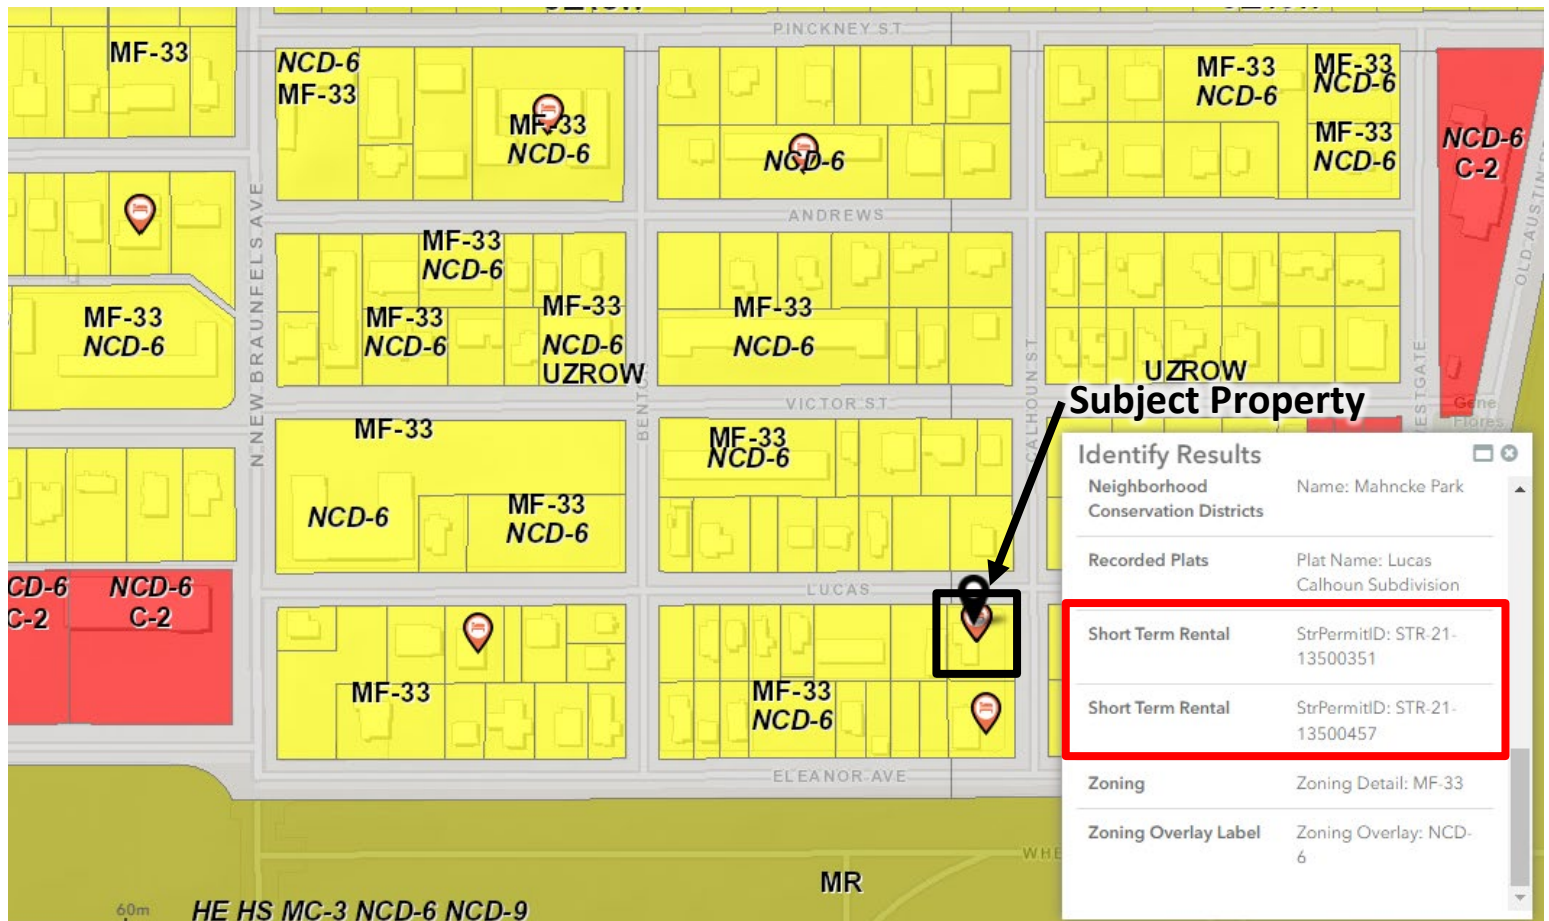 PINCKNEY ST
MF-33
NCD-6
MF-33
MF-33
NCD-6
NCD-6
MF-33
NCD-6
MF-33
NCD-6
MF-33
NCD-6
NCD-6
C-2
N NEW BRAUNFELS AVE
ANDREWS
MF-33
NCD-6
MF-33
NCD-6
MF-33
NCD-6
MF-33
NCD-6
UZROW
MF-33
NCD-6
UZROW
CALHOUN ST
VICTOR ST
Subject Property
Gene
Flores
MF-33
MF-33
NCD-6
NCD-6
MF-33
NCD-6
LUCAS
CD-6
C-2
NCD-6
C-2
MF-33
MF-33
NCD-6
ELEANOR AVE
MR
60m
HE HS MC-3 NCD-6 NCD-9
Identify Results
Neighborhood
Conservation Districts
Name: Mahncke Park
Recorded Plats
Plat Name: Lucas
Calhoun Subdivision
Short Term Rental
StrPermitID: STR-21-
13500351
Short Term Rental
StrPermitID: STR-21-
13500457
Zoning
Zoning Detail: MF-33
Zoning Overlay Label
Zoning Overlay: NCD-
6